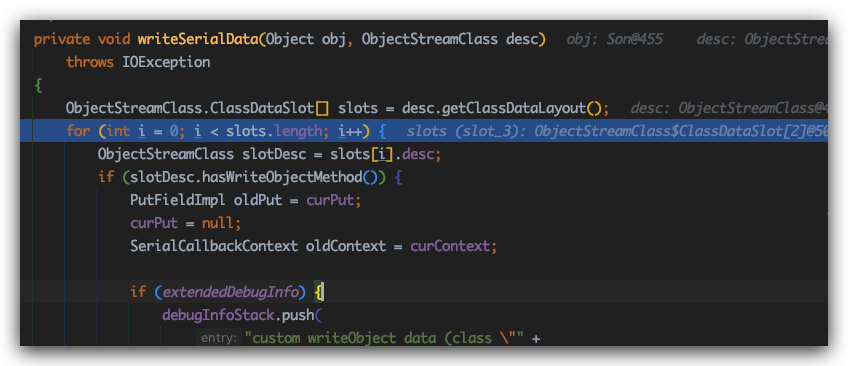 private void writeSerialData(Object obj, ObjectStreamClass desc)   obj: Son@455    desc: ObjectStrea
    throws IOException
{
    ObjectStreamClass.ClassDataSlot[] slots = desc.getClassDataLayout();   desc: ObjectStreamClass@4
    for (int i = 0; i < slots.length; i++) {   slots (slot_3): ObjectStreamClass$ClassDataSlot[2]@50
        ObjectStreamClass slotDesc = slots[i].desc;
        if (slotDesc.hasWriteObjectMethod()) {
            PutFieldImpl oldPut = curPut;
            curPut = null;
            SerialCallbackContext oldContext = curContext;
            if (extendedDebugInfo) {
                debugInfoStack.push(
                    entry: "custom writeObject data (class \"" +